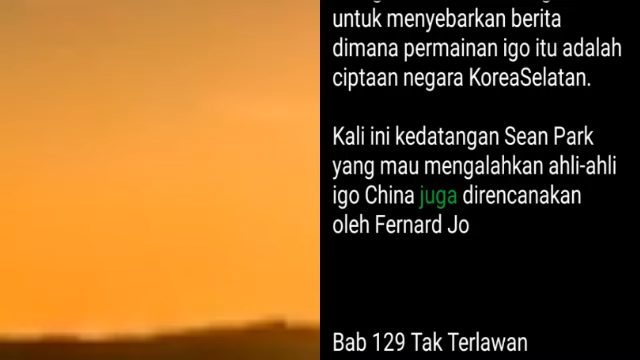 untuk menyebarkan berita
dimana permainan igo itu adalah
ciptaan negara KoreaSelatan.
Kali ini kedatangan Sean Park
yang mau mengalahkan ahli-ahli
igo China juga direncanakan
oleh Fernard Jo
Bab 129 Tak Terlawan